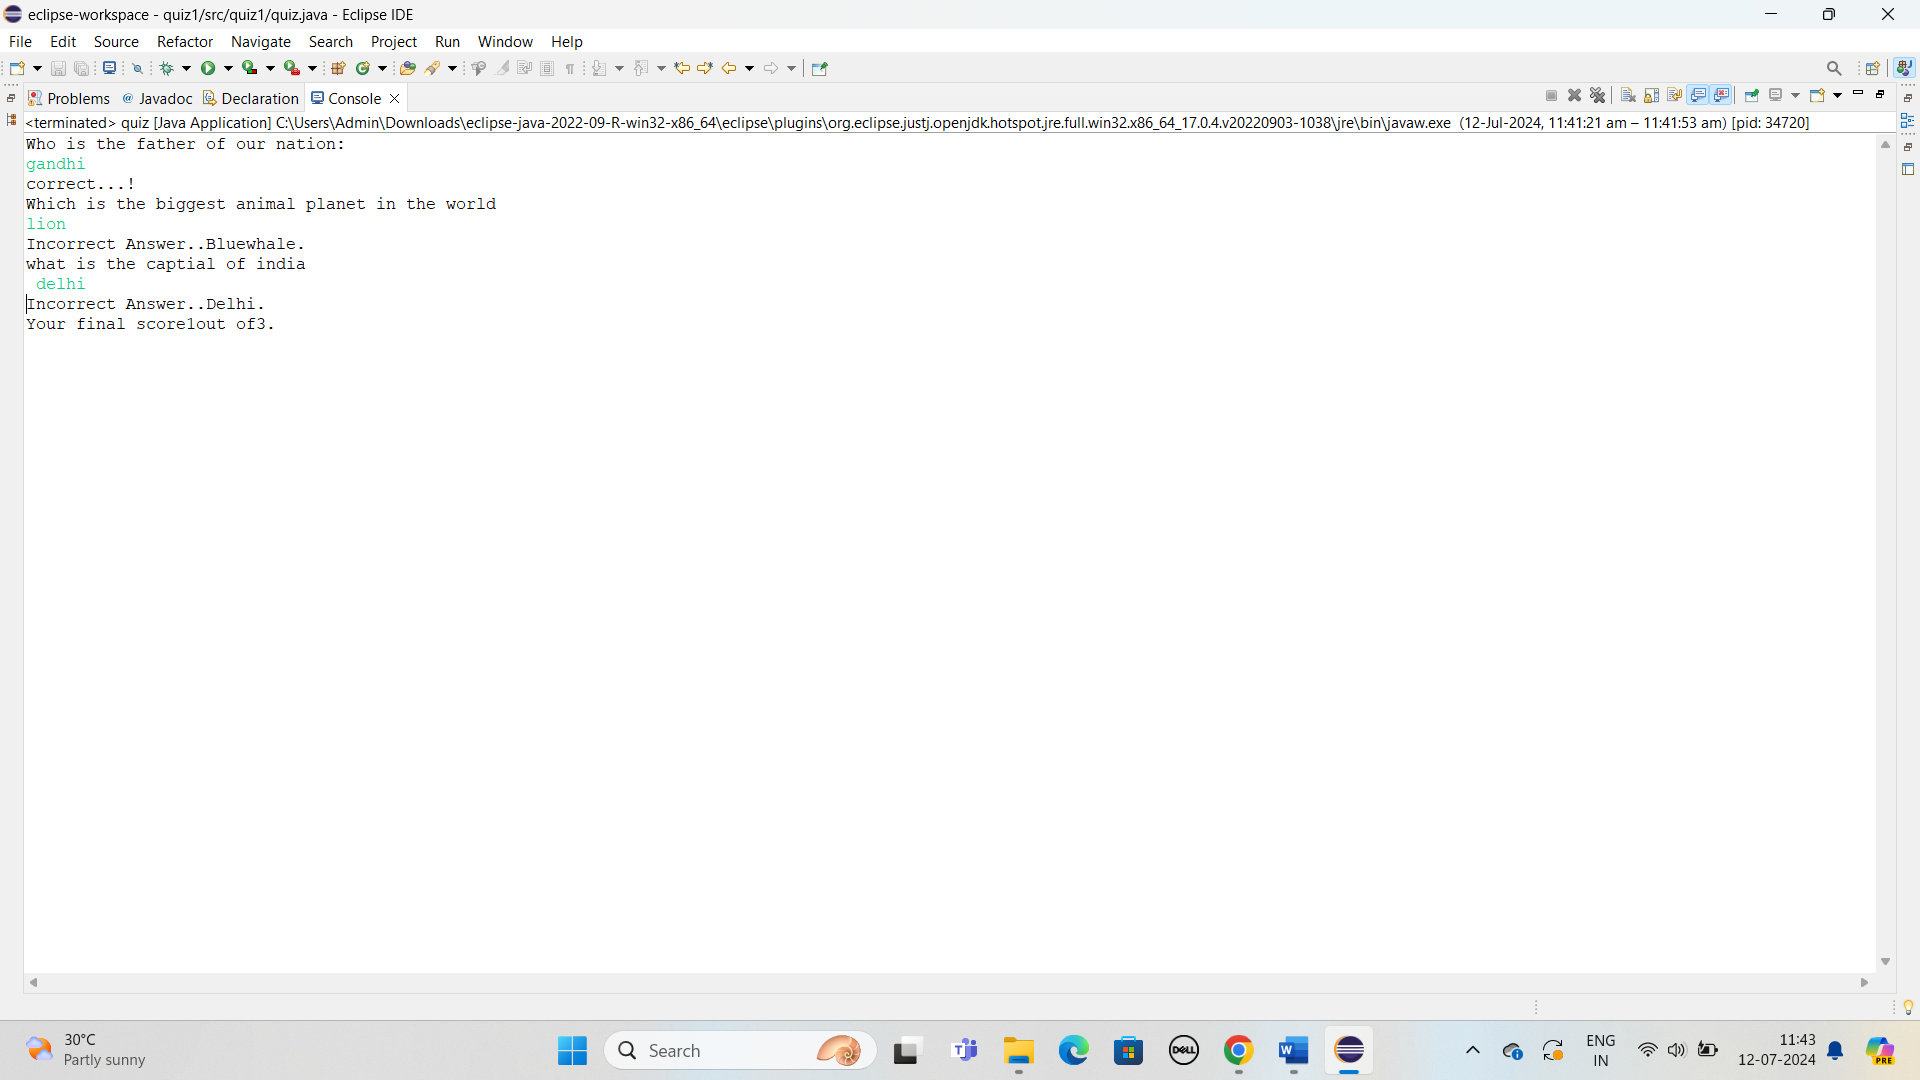 eclipse-workspace - quiz1/src/quiz1/quiz.java - Eclipse IDE
File Edit Source Refactor Navigate Search Project Run Window Help
Problems @ Javadoc Declaration Console
<terminated> quiz [Java Application] C:\Users\Admin\Downloads\eclipse-java-2022-09-R-win32-x86_64\eclipse\plugins\org.eclipse.justj.openjdk.hotspot.jre.full.win32.x86_64_17.0.4.v20220903-1038\jre\bin\javaw.exe (12-Jul-2024, 11:41:21 am – 11:41:53 am) [pid: 34720]
Who is the father of our nation:
gandhi
correct...!
Which is the biggest animal planet in the world
lion
Incorrect Answer..Bluewhale.
what is the captial of india
 delhi
Incorrect Answer..Delhi.
Your final score1out of3.
30°C
Partly sunny
Search
DELL
ENG
IN
11:43
12-07-2024
PRE